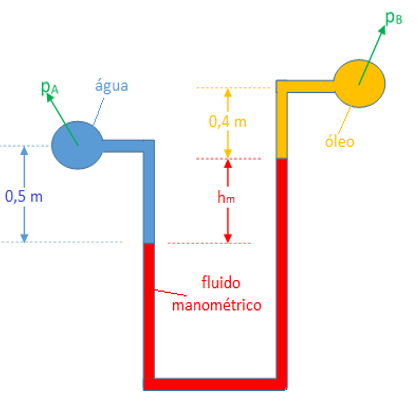 pB
pA
água
0,4 m
óleo
0,5 m
hm
fluido
manométrico